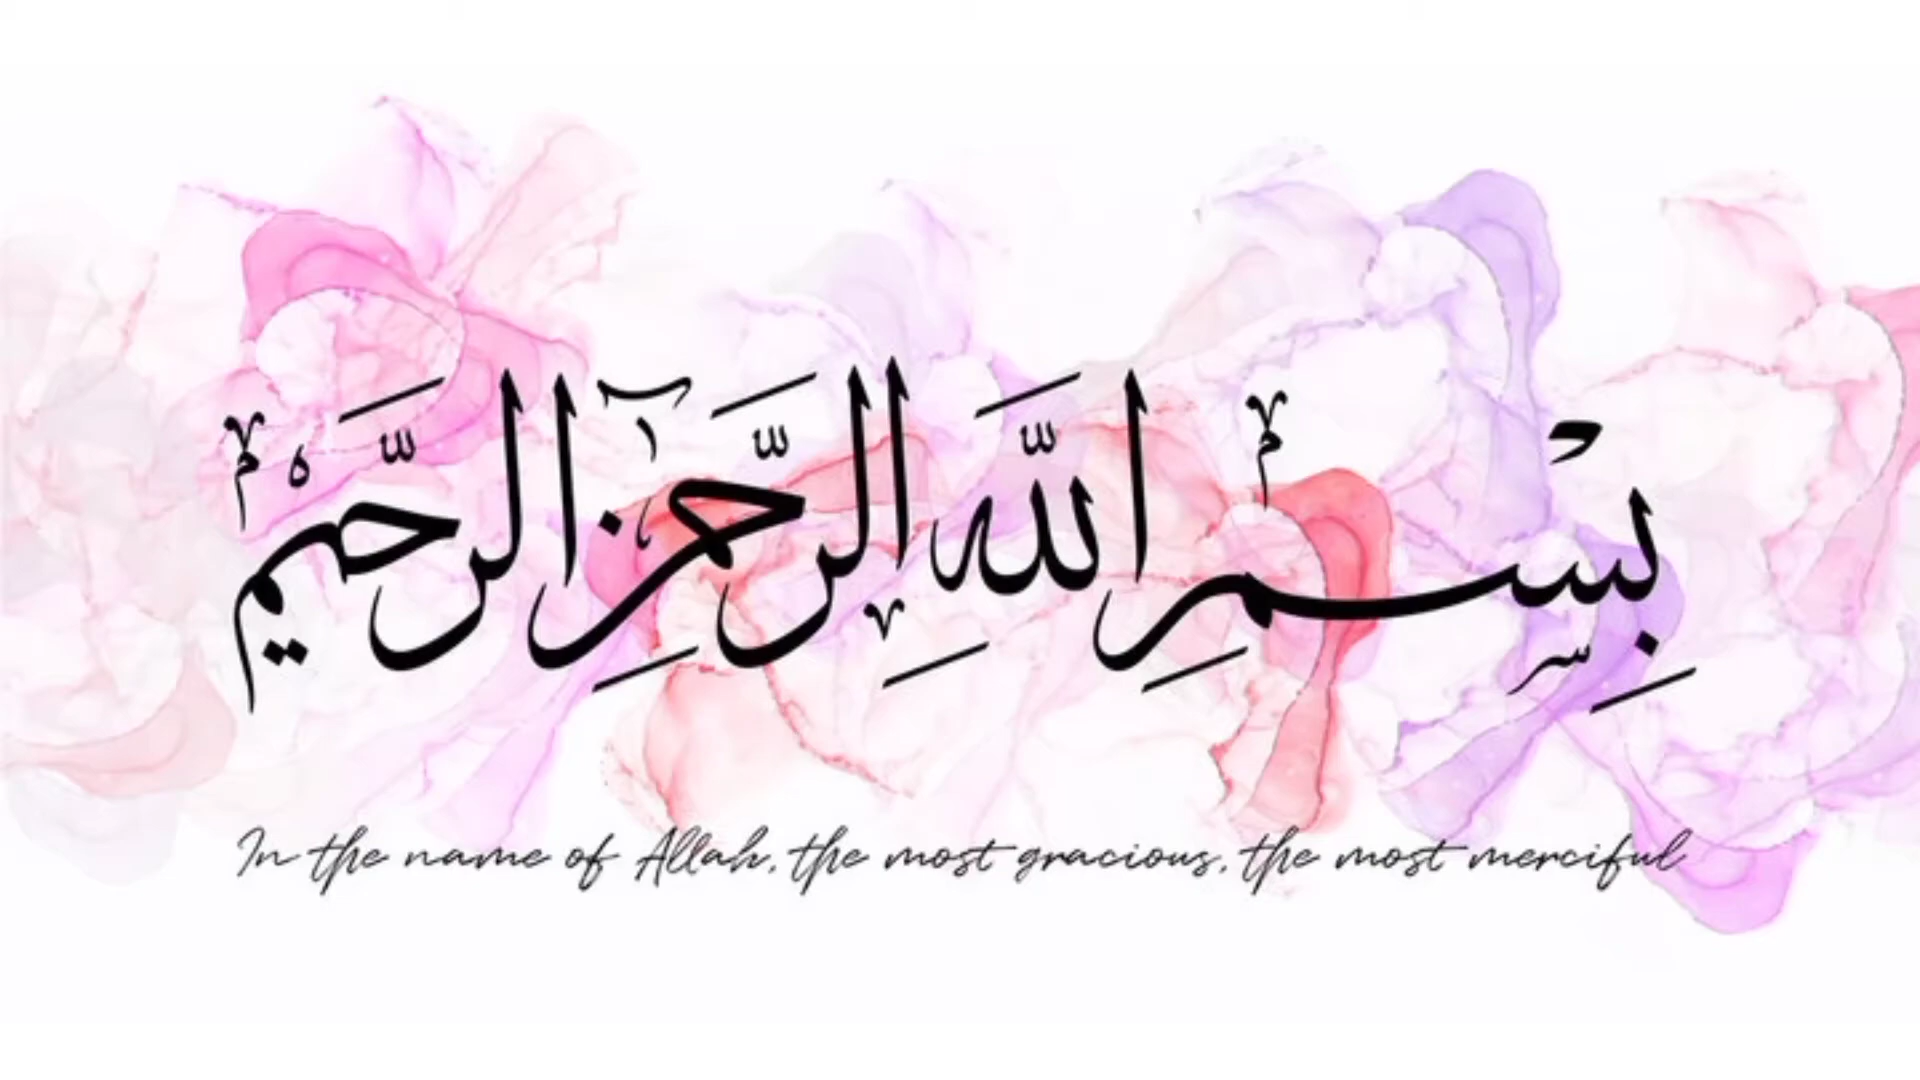 بِسْمِ اللَّهِ الرَّحْمَٰنِ الرَّحِيمِ
In the name of Allah, the most gracious, the most merciful